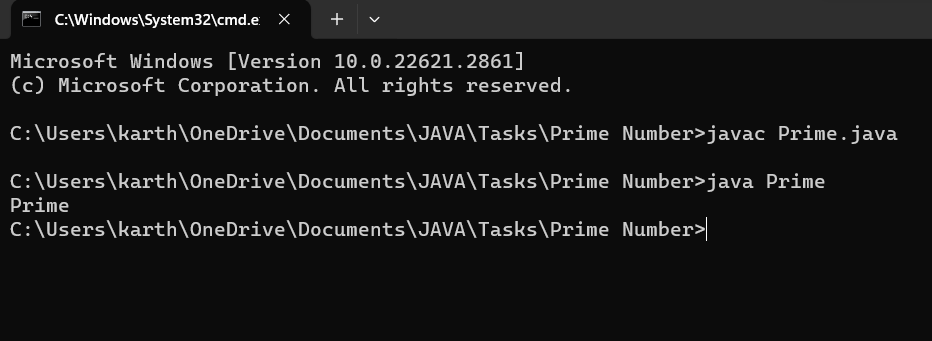 C:\Windows\System32\cmd.e
Microsoft Windows [Version 10.0.22621.2861]
(c) Microsoft Corporation. All rights reserved.
C:\Users\karth\OneDrive\Documents\JAVA\Tasks\Prime Number>javac Prime.java
C:\Users\karth\OneDrive\Documents\JAVA\Tasks\Prime Number>java Prime
Prime
C:\Users\karth\OneDrive\Documents\JAVA\Tasks\Prime Number>